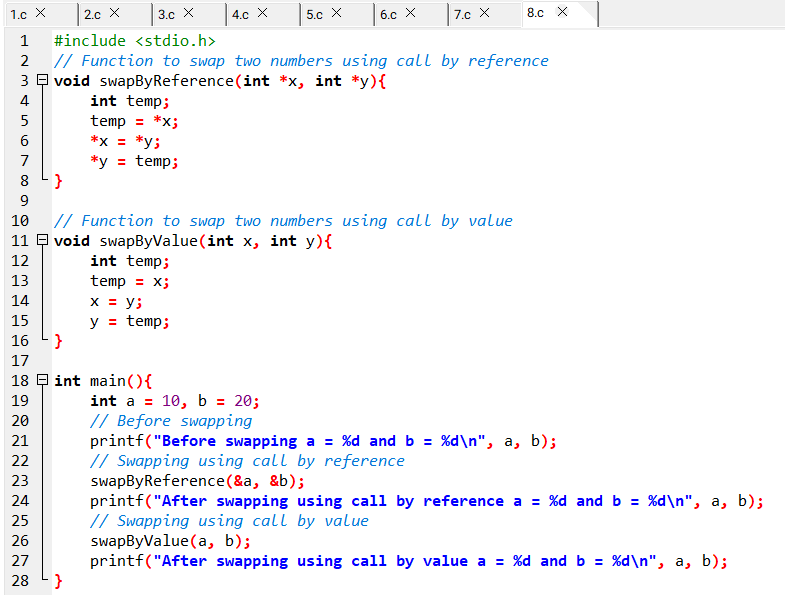 1.c 2.c 3.c 4.c 5.c 6.c 7.c 8.c
1 #include <stdio.h>
2 // Function to swap two numbers using call by reference
3 void swapByReference(int *x, int *y){
4 int temp;
5 temp = *x;
6 *x = *y;
7 *y = temp;
8 }
9
10 // Function to swap two numbers using call by value
11 void swapByValue(int x, int y){
12 int temp;
13 temp = x;
14 x = y;
15 y = temp;
16 }
17
18 int main(){
19 int a = 10, b = 20;
20 // Before swapping
21 printf("Before swapping a = %d and b = %d\n", a, b);
22 // Swapping using call by reference
23 swapByReference(&a, &b);
24 printf("After swapping using call by reference a = %d and b = %d\n", a, b);
25 // Swapping using call by value
26 swapByValue(a, b);
27 printf("After swapping using call by value a = %d and b = %d\n", a, b);
28 }